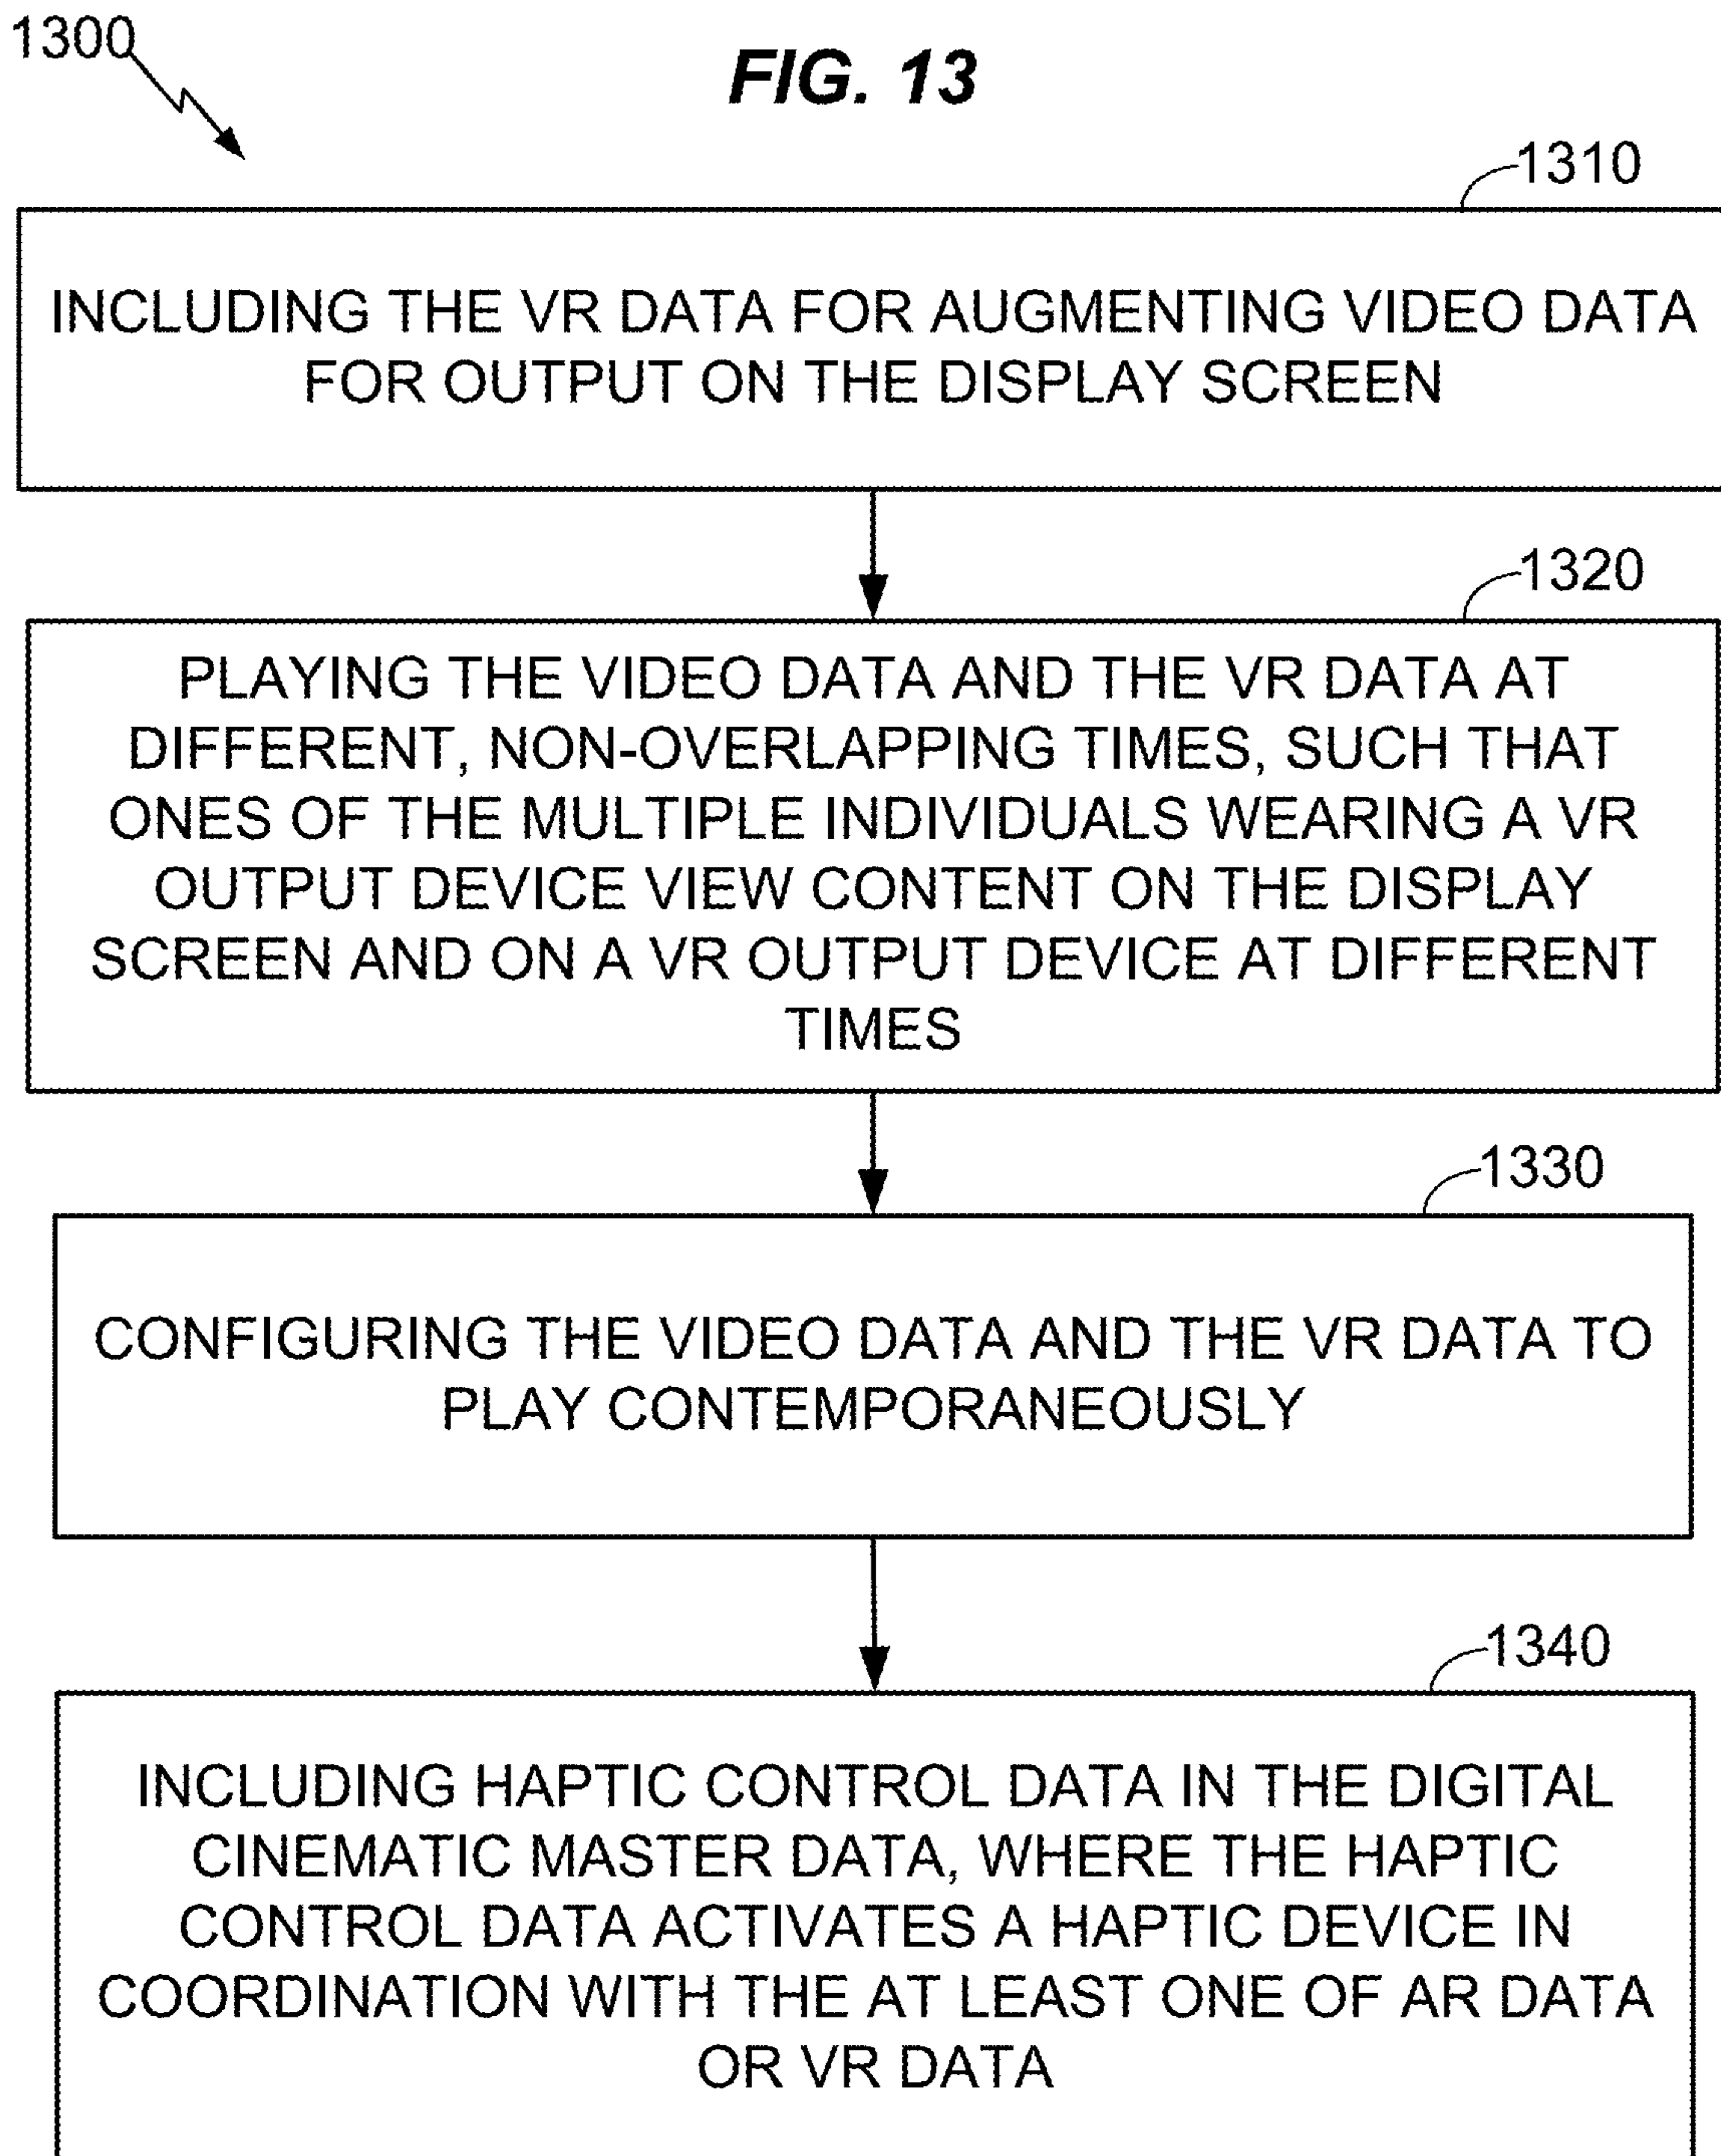 1300
FIG. 13
1310
INCLUDING THE VR DATA FOR AUGMENTING VIDEO DATA
FOR OUTPUT ON THE DISPLAY SCREEN
1320
PLAYING THE VIDEO DATA AND THE VR DATA AT
DIFFERENT, NON-OVERLAPPING TIMES, SUCH THAT
ONES OF THE MULTIPLE INDIVIDUALS WEARING A VR
OUTPUT DEVICE VIEW CONTENT ON THE DISPLAY
SCREEN AND ON A VR OUTPUT DEVICE AT DIFFERENT
TIMES
1330
CONFIGURING THE VIDEO DATA AND THE VR DATA TO
PLAY CONTEMPORANEOUSLY
1340
INCLUDING HAPTIC CONTROL DATA IN THE DIGITAL
CINEMATIC MASTER DATA, WHERE THE HAPTIC
CONTROL DATA ACTIVATES A HAPTIC DEVICE IN
COORDINATION WITH THE AT LEAST ONE OF AR DATA
OR VR DATA